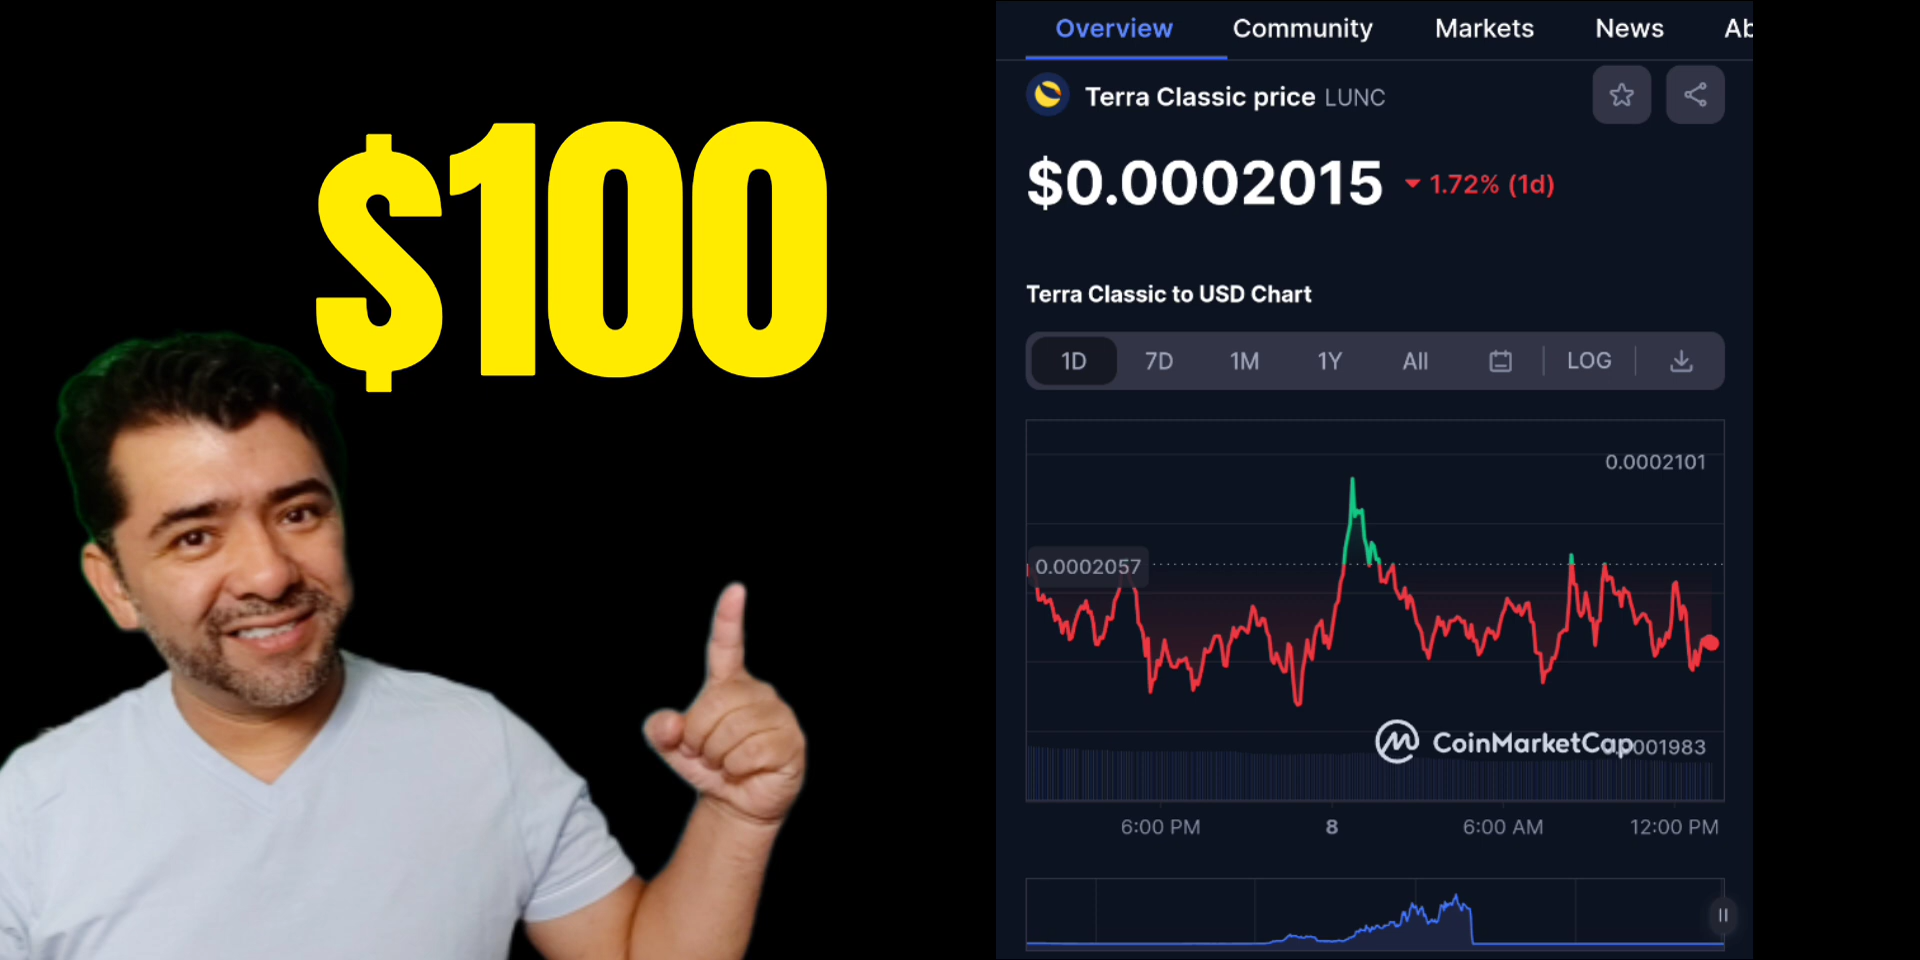 $100
Overview Community Markets News Ab
Terra Classic price LUNC
$0.0002015 1.72% (1d)
Terra Classic to USD Chart
1D 7D 1M 1Y All LOG
0.0002101
0.0002057
CoinMarketCap 001983
6:00 PM 8 6:00 AM 12:00 PM